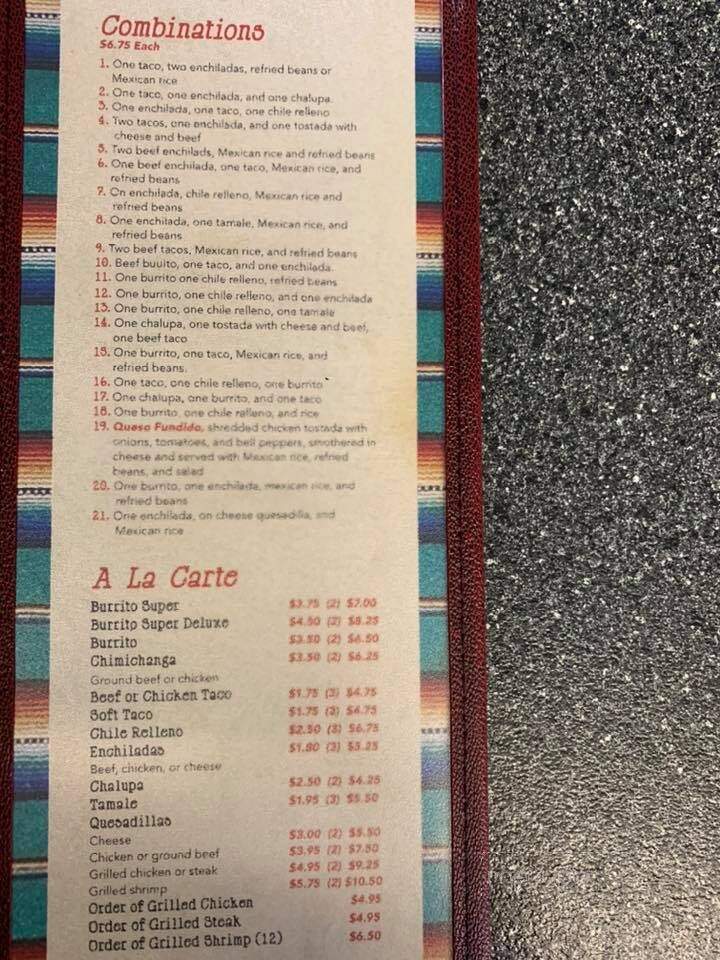 Combinations
$6.75 Each
1. One taco, two enchiladas, refried beans or
Mexican rice
2. One taco, one enchilada, and one chalupa.
3. One enchilada, one taco, one chile relleno
4. Two tacos, one enchilada, and one tostada with
cheese and beef
5. Two beef enchilads, Mexican rice and refried beans
6. One beef enchilada, one taco, Mexican rice, and
refried beans
7. On enchilada, chile relleno, Mexican rice and
refried beans
8. One enchilada, one tamale, Mexican rice, and
refried beans
9. Two beef tacos, Mexican rice, and refried beans
10. Beef buuito, one taco, and one enchilada.
11. One burrito one chile relleno, refried beans
12. One burrito, one chile relleno, and one enchilada
13. One burrito, one chile relleno, one tamale
14. One chalupa, one tostada with cheese and beef,
one beef taco
15. One burrito, one taco, Mexican rice, and
refried beans.
16. One taco, one chile relleno, one burrito
17. One chalupa, one burrito, and one taco
18. One burrito, one chile relleno, and rice
19. Queso Fundido, shredded chicken tostada with
onions, tomatoes, and bell peppers, smothered in
cheese and served with Mexican rice, refried
beans, and salad
20. One burrito, one enchilada, mexican rice, and
refried beans
21. One enchilada, on cheese quesadilla, and
Mexican rice
A La Carte
Burrito Super $3.75 (2) $7.00
Burrito Super Deluxe $4.50 (2) $8.25
Burrito $3.50 (2) $6.50
Chimichanga $3.50 (2) $6.25
Ground beef or chicken
Beef or Chicken Taco $1.75 (3) $4.75
Soft Taco $1.75 (3) $4.75
Chile Relleno $2.50 (3) $6.75
Enchiladas $1.80 (3) $5.25
Beef, chicken, or cheese
Chalupa $2.50 (2) $4.25
Tamale $1.95 (3) $5.50
Quesadillas
Cheese $3.00 (2) $5.50
Chicken or ground beef $3.95 (2) $7.50
Grilled chicken or steak $4.95 (2) $9.25
Grilled shrimp $5.75 (2) $10.50
Order of Grilled Chicken $4.95
Order of Grilled Steak $4.95
Order of Grilled Shrimp (12) $6.50